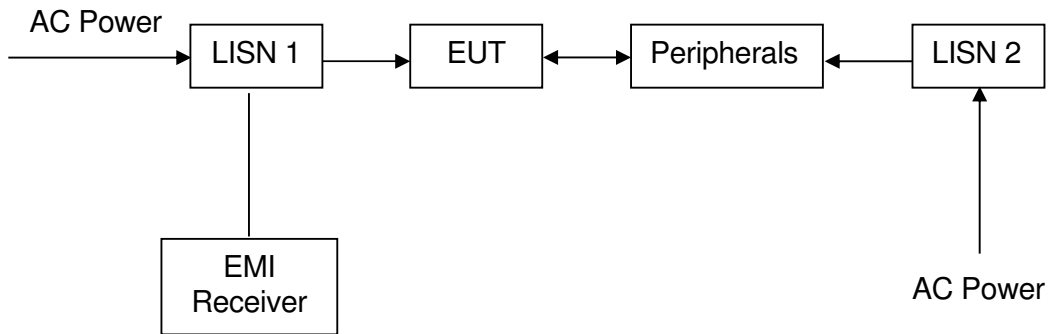 AC Power
LISN 1
EUT
Peripherals
LISN 2
EMI
Receiver
AC Power